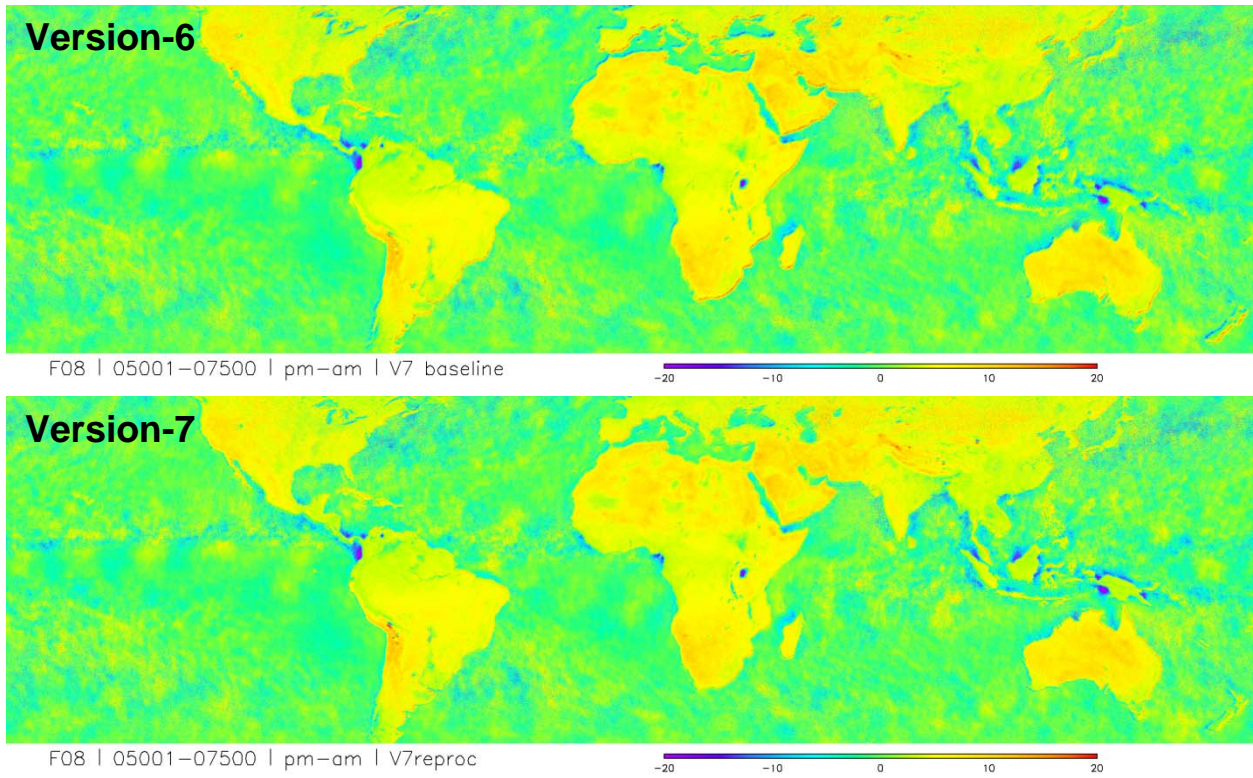 Version-6
F08 | 05001-07500 | pm-am | V7 baseline
-20 -10 0 10 20
Version-7
F08 | 05001-07500 | pm-am | V7reproc
-20 -10 0 10 20